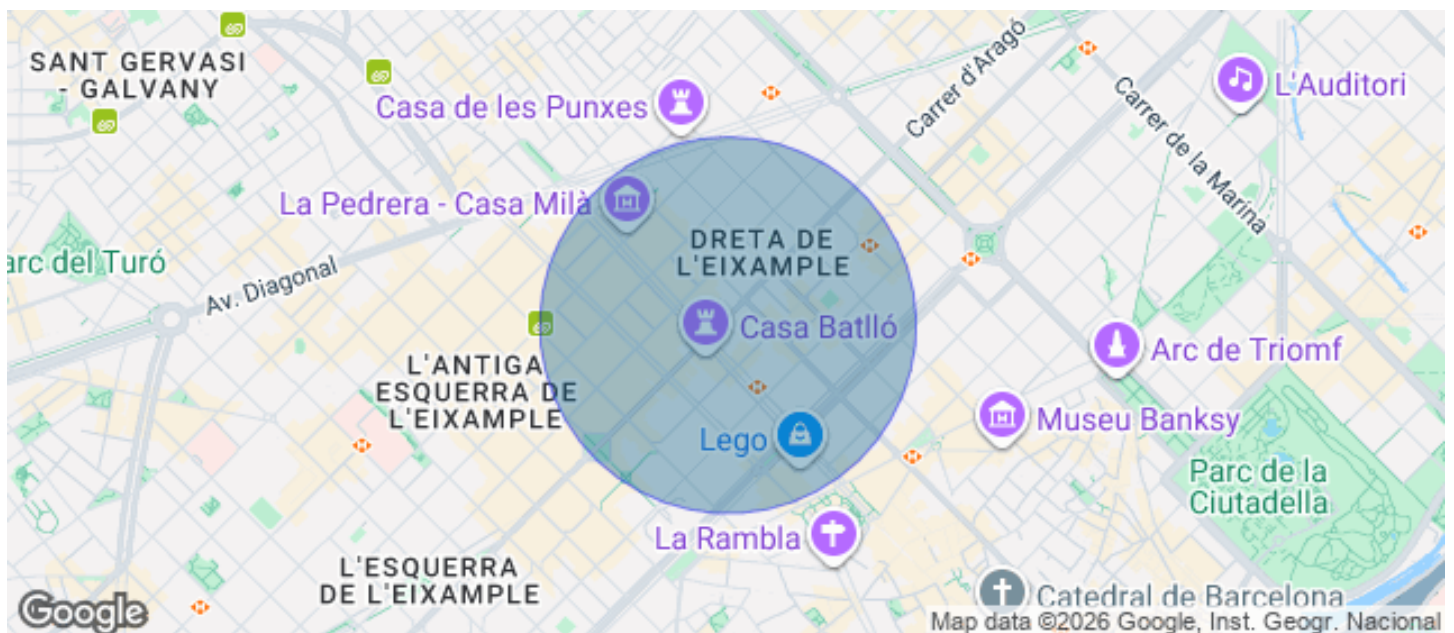 SANT GERVASI
- GALVANY
Casa de les Punxes
Carrer d'Aragó
L'Auditori
Carrer de la Marina
La Pedrera - Casa Milà
DRETA DE
L'EIXAMPLE
arc del Turó
Av. Diagonal
Casa Batlló
Arc de Triomf
L'ANTIGA
ESQUERRA DE
L'EIXAMPLE
Museu Banksy
Lego
Parc de la
Ciutadella
La Rambla
L'ESQUERRA
DE L'EIXAMPLE
Catedral de Barcelona
Google
Map data ©2026 Google, Inst. Geogr. Nacional